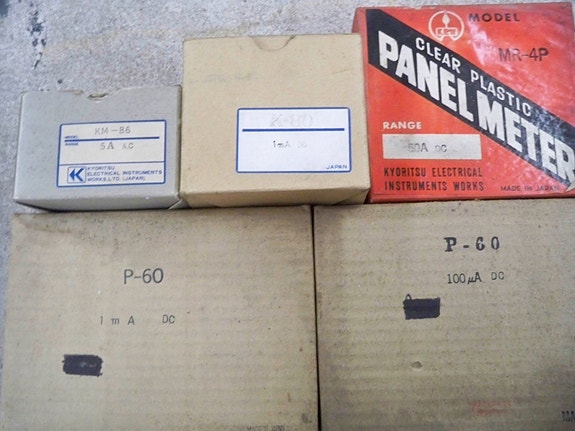 MODEL KM-86
RANGE 5A AC
KYORITSU
ELECTRICAL INSTRUMENTS
WORKS, LTD. (JAPAN)
K
1mA DC
JAPAN
MODEL
MR-4P
CLEAR PLASTIC
PANEL METER
RANGE
DC
KYORITSU ELECTRICAL
INSTRUMENTS WORKS
MADE IN JAPAN
P-60
1 m A DC
P-60
100μA DC